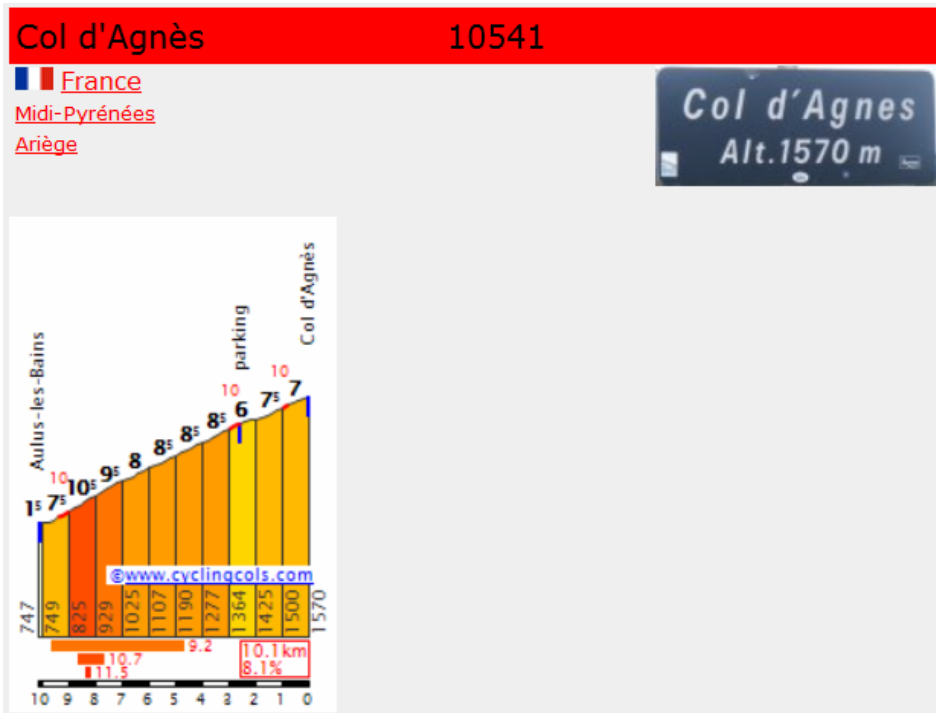 Col d'Agnès 10541
France
Midi-Pyrénées
Ariège
Col d´Agnes
Alt.1570 m
Aulus-les-Bains
parking
Col d'Agnès
1⁵ 7⁵ 10 10⁵ 9⁵ 8 8⁵ 8⁵ 8⁵ 10 6 7⁵ 10 7
©www.cyclingcols.com
747 749 825 929 1025 1107 1190 1277 1364 1425 1500 1570
9.2
10.7
11.5
10.1km
8.1%
10 9 8 7 6 5 4 3 2 1 0